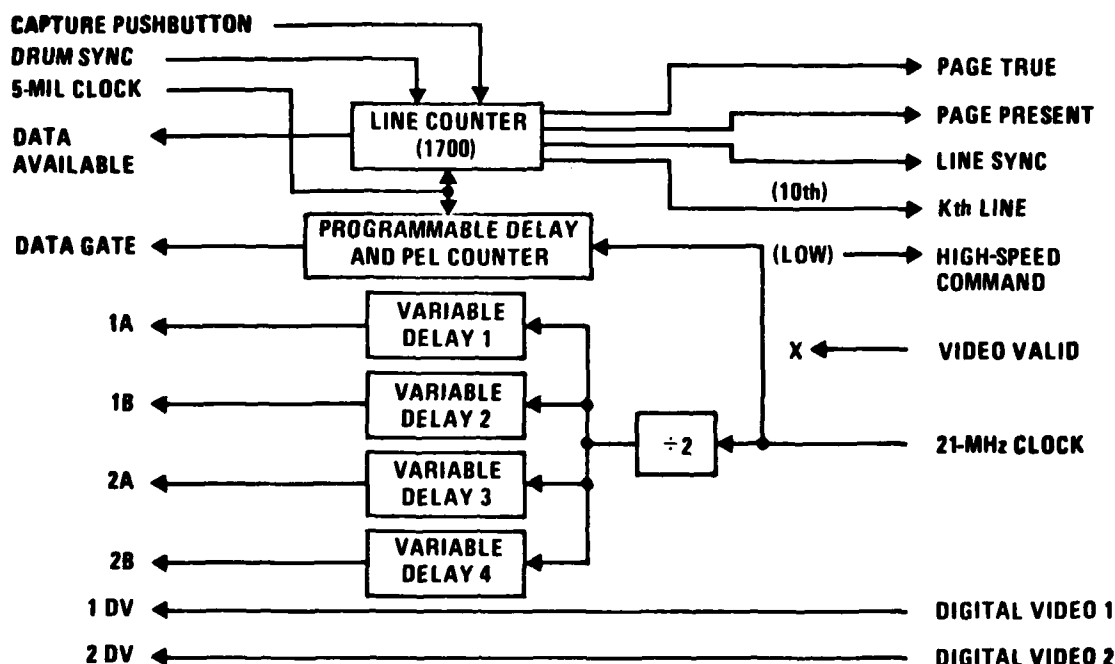 CAPTURE PUSHBUTTON
DRUM SYNC
5-MIL CLOCK
DATA
AVAILABLE
LINE COUNTER
(1700)
PAGE TRUE
PAGE PRESENT
LINE SYNC
(10th)
Kth LINE
DATA GATE
PROGRAMMABLE DELAY
AND PEL COUNTER
(LOW)
HIGH-SPEED
COMMAND
1A
VARIABLE
DELAY 1
X
VIDEO VALID
1B
VARIABLE
DELAY 2
÷2
21-MHz CLOCK
2A
VARIABLE
DELAY 3
2B
VARIABLE
DELAY 4
1 DV
DIGITAL VIDEO 1
2 DV
DIGITAL VIDEO 2